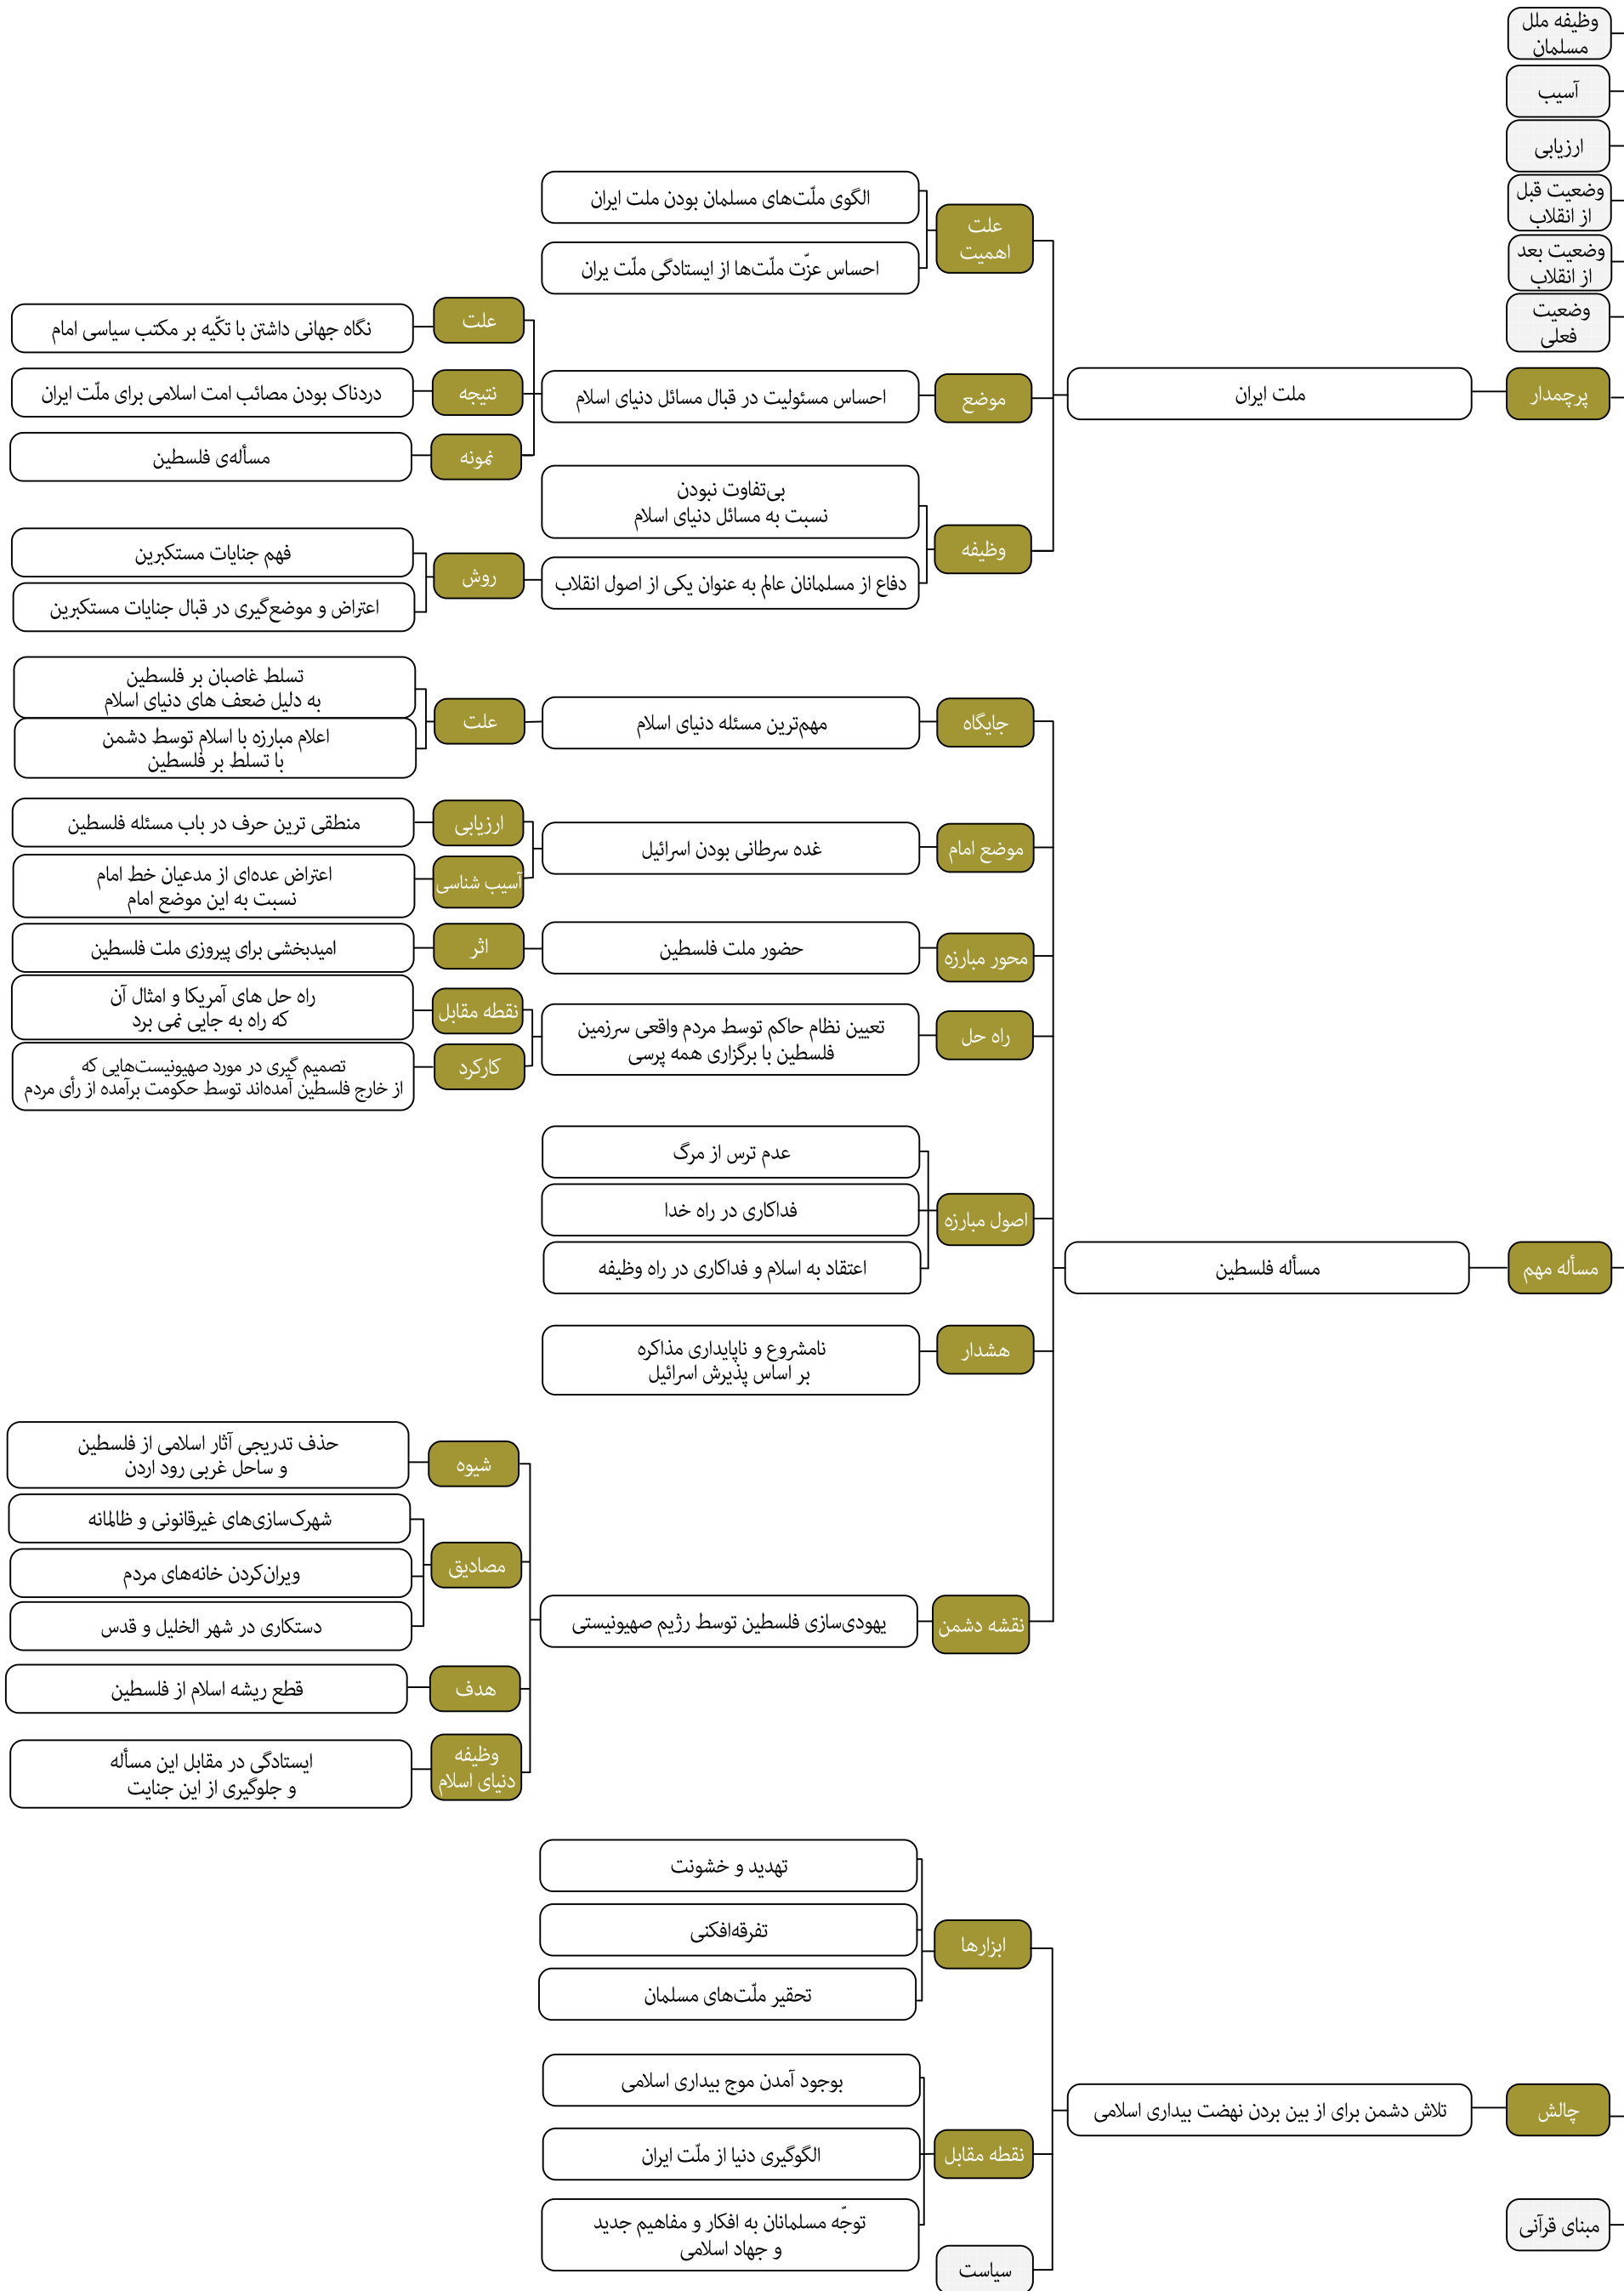 وظیفه ملل
مسلمان
آسیب
ارزیابی
وضعیت قبل
از انقلاب
وضعیت بعد
از انقلاب
وضعیت
فعلی
پرچمدار
ملت ایران
علت
اهمیت
الگوی ملّت‌های مسلمان بودن ملت ایران
احساس عزّت ملّت‌ها از ایستادگی ملّت یران
موضع
احساس مسئولیت در قبال مسائل دنیای اسلام
علت
نگاه جهانی داشتن با تکّیه بر مکتب سیاسی امام
نتیجه
دردناک بودن مصائب امت اسلامی برای ملّت ایران
نمونه
مسأله‌ی فلسطین
وظیفه
بی‌تفاوت نبودن
نسبت به مسائل دنیای اسلام
دفاع از مسلمانان عالم به عنوان یکی از اصول انقلاب
روش
فهم جنایات مستکبرین
اعتراض و موضع‌گیری در قبال جنایات مستکبرین
مسأله مهم
مسأله فلسطین
جایگاه
مهم‌ترین مسئله دنیای اسلام
علت
تسلط غاصبان بر فلسطین
به دلیل ضعف های دنیای اسلام
اعلام مبارزه با اسلام توسط دشمن
با تسلط بر فلسطین
موضع امام
غده سرطانی بودن اسرائیل
ارزیابی
منطقی ترین حرف در باب مسئله فلسطین
آسیب شناسی
اعتراض عده‌ای از مدعیان خط امام
نسبت به این موضع امام
محور مبارزه
حضور ملت فلسطین
اثر
امیدبخشی برای پیروزی ملت فلسطین
راه حل
تعیین نظام حاکم توسط مردم واقعی سرزمین
فلسطین با برگزاری همه پرسی
نقطه مقابل
راه حل های آمریکا و امثال آن
که راه به جایی نمی برد
کارکرد
تصمیم گیری در مورد صهیونیست‌هایی که
از خارج فلسطین آمده‌اند توسط حکومت برآمده از رأی مردم
اصول مبارزه
عدم ترس از مرگ
فداکاری در راه خدا
اعتقاد به اسلام و فداکاری در راه وظیفه
هشدار
نامشروع و ناپایداری مذاکره
بر اساس پذیرش اسرائیل
نقشه دشمن
یهودی‌سازی فلسطین توسط رژیم صهیونیستی
شیوه
حذف تدریجی آثار اسلامی از فلسطین
و ساحل غربی رود اردن
مصادیق
شهرک‌سازی‌های غیرقانونی و ظالمانه
ویران‌کردن خانه‌های مردم
دستکاری در شهر الخلیل و قدس
هدف
قطع ریشه اسلام از فلسطین
وظیفه
دنیای اسلام
ایستادگی در مقابل این مسأله
و جلوگیری از این جنایت
چالش
تلاش دشمن برای از بین بردن نهضت بیداری اسلامی
ابزارها
تهدید و خشونت
تفرقه‌افکنی
تحقیر ملّت‌های مسلمان
نقطه مقابل
بوجود آمدن موج بیداری اسلامی
الگوگیری دنیا از ملّت ایران
توجّه مسلمانان به افکار و مفاهیم جدید
و جهاد اسلامی
سیاست
مبنای قرآنی